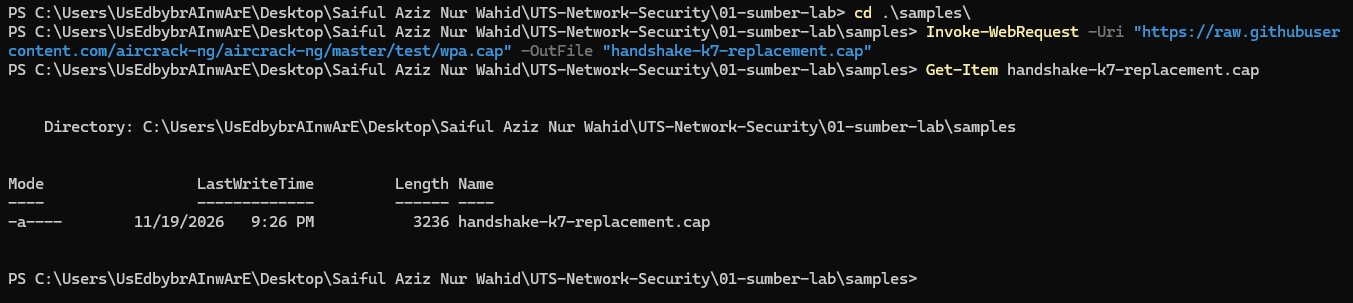 PS C:\Users\UsEdbybrAInwArE\Desktop\Saiful Aziz Nur Wahid\UTS-Network-Security\01-sumber-lab> cd .\samples\
PS C:\Users\UsEdbybrAInwArE\Desktop\Saiful Aziz Nur Wahid\UTS-Network-Security\01-sumber-lab\samples> Invoke-WebRequest -Uri "https://raw.githubuser
content.com/aircrack-ng/aircrack-ng/master/test/wpa.cap" -OutFile "handshake-k7-replacement.cap"
PS C:\Users\UsEdbybrAInwArE\Desktop\Saiful Aziz Nur Wahid\UTS-Network-Security\01-sumber-lab\samples> Get-Item handshake-k7-replacement.cap
Directory: C:\Users\UsEdbybrAInwArE\Desktop\Saiful Aziz Nur Wahid\UTS-Network-Security\01-sumber-lab\samples
Mode                 LastWriteTime         Length Name
----                 -------------         ------ ----
-a----        11/19/2026   9:26 PM           3236 handshake-k7-replacement.cap
PS C:\Users\UsEdbybrAInwArE\Desktop\Saiful Aziz Nur Wahid\UTS-Network-Security\01-sumber-lab\samples>